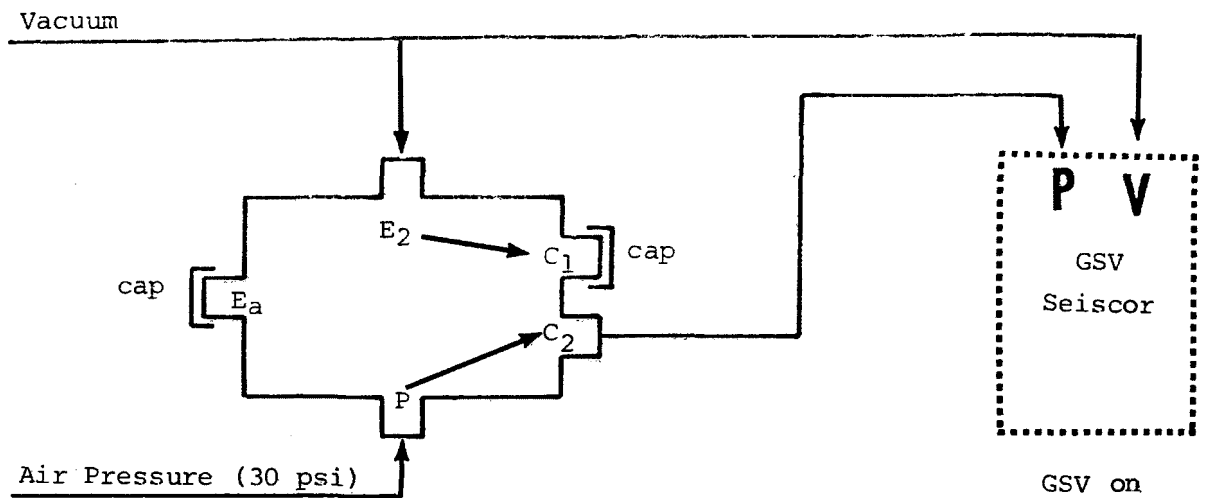 Vacuum
P V
E2
C1
cap
cap
Ea
GSV
Seiscor
C2
P
Air Pressure (30 psi)
GSV on